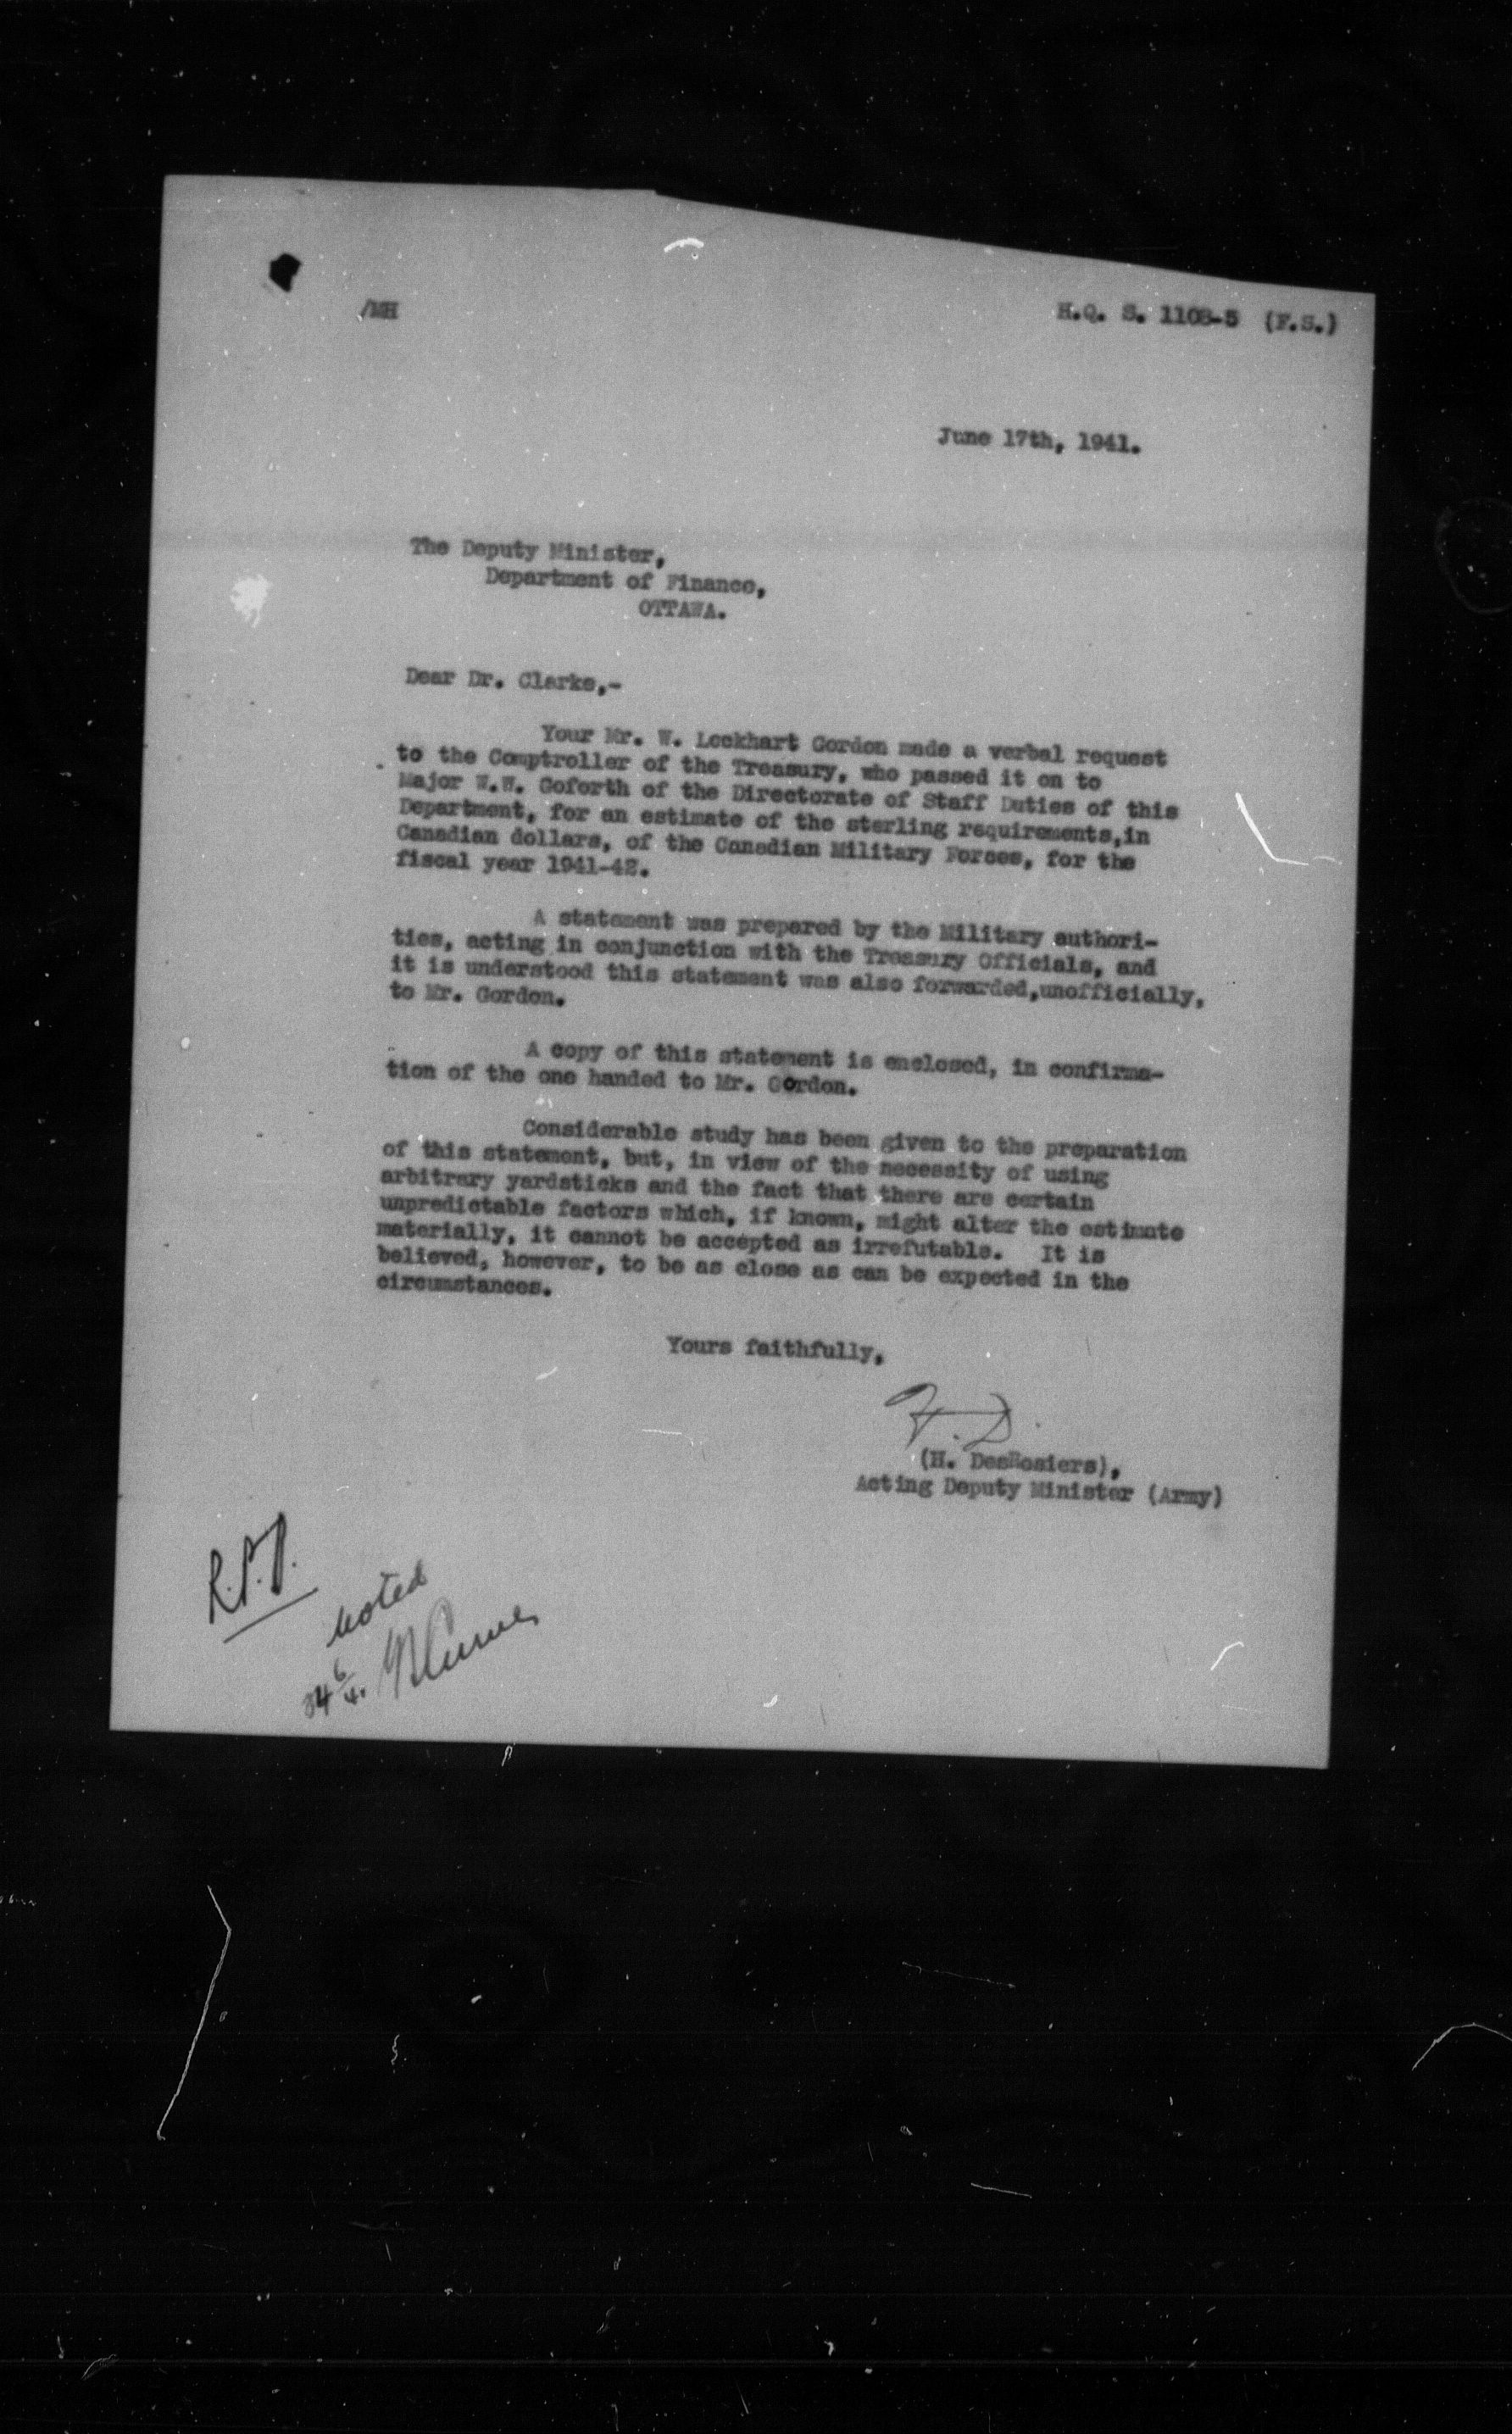 /MH
H.Q. S. 1108-5 (F.S.)
June 17th, 1941.
The Deputy Minister,
Department of Finance,
OTTAWA.
Dear Dr. Clarke,-
Your Mr. W. Lockhart Gordon made a verbal request
to the Comptroller of the Treasury, who passed it on to
Major W.W. Goforth of the Directorate of Staff Duties of this
Department, for an estimate of the sterling requirements,in
Canadian dollars, of the Canadian Military Forces, for the
fiscal year 1941-42.
A statement was prepared by the Military authori-
ties, acting in conjunction with the Treasury Officials, and
it is understood this statement was also forwarded,unofficially,
to Mr. Gordon.
A copy of this statement is enclosed, in confirma-
tion of the one handed to Mr. Gordon.
Considerable study has been given to the preparation
of this statement, but, in view of the necessity of using
arbitrary yardsticks and the fact that there are certain
unpredictable factors which, if known, might alter the estimate
materially, it cannot be accepted as irrefutable. It is
believed, however, to be as close as can be expected in the
circumstances.
Yours faithfully,
(H. DesRosiers),
Acting Deputy Minister (Army)
noted